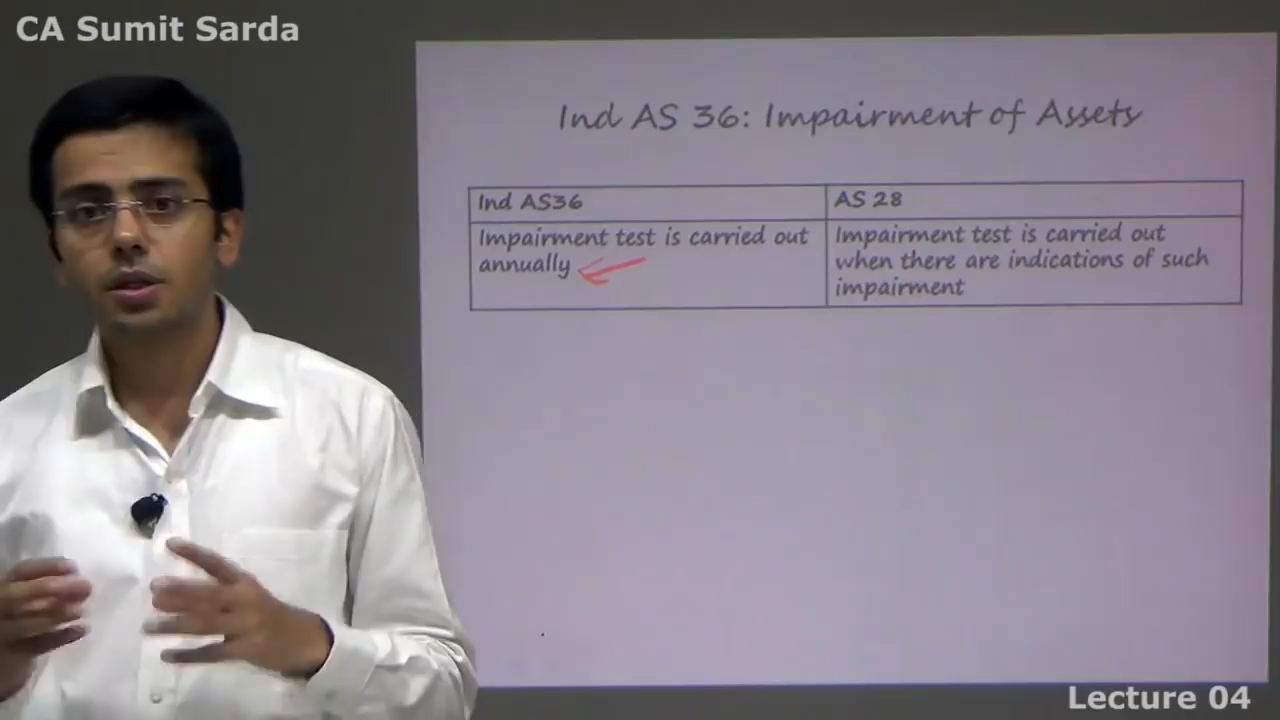 CA Sumit Sarda
Ind AS 36: Impairment of Assets
Ind AS36
AS 28
Impairment test is carried out
annually
Impairment test is carried out
when there are indications of such
impairment
Lecture 04